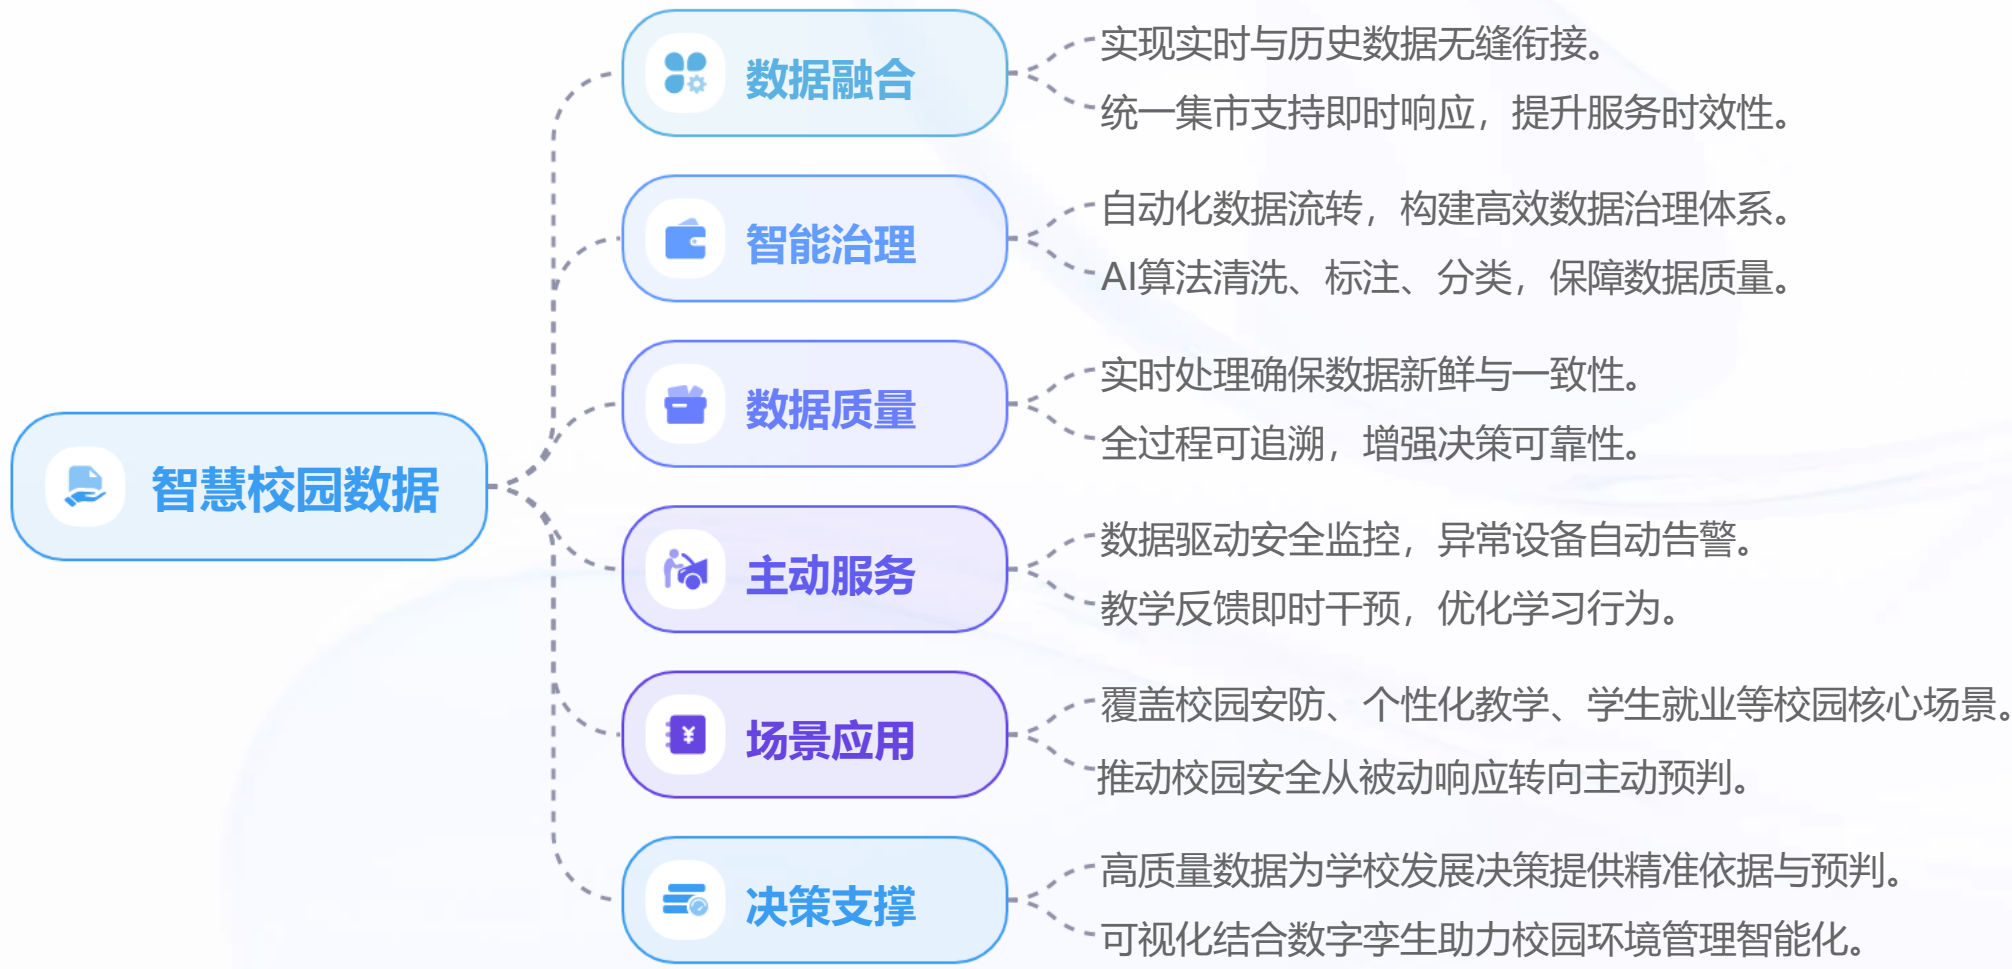 智慧校园数据
数据融合
实现实时与历史数据无缝衔接。
统一集市支持即时响应，提升服务时效性。
智能治理
自动化数据流转，构建高效数据治理体系。
AI算法清洗、标注、分类，保障数据质量。
数据质量
实时处理确保数据新鲜与一致性。
全过程可追溯，增强决策可靠性。
主动服务
数据驱动安全监控，异常设备自动告警。
教学反馈即时干预，优化学习行为。
场景应用
覆盖校园安防、个性化教学、学生就业等校园核心场景。
推动校园安全从被动响应转向主动预判。
决策支撑
高质量数据为学校发展决策提供精准依据与预判。
可视化结合数字孪生助力校园环境管理智能化。